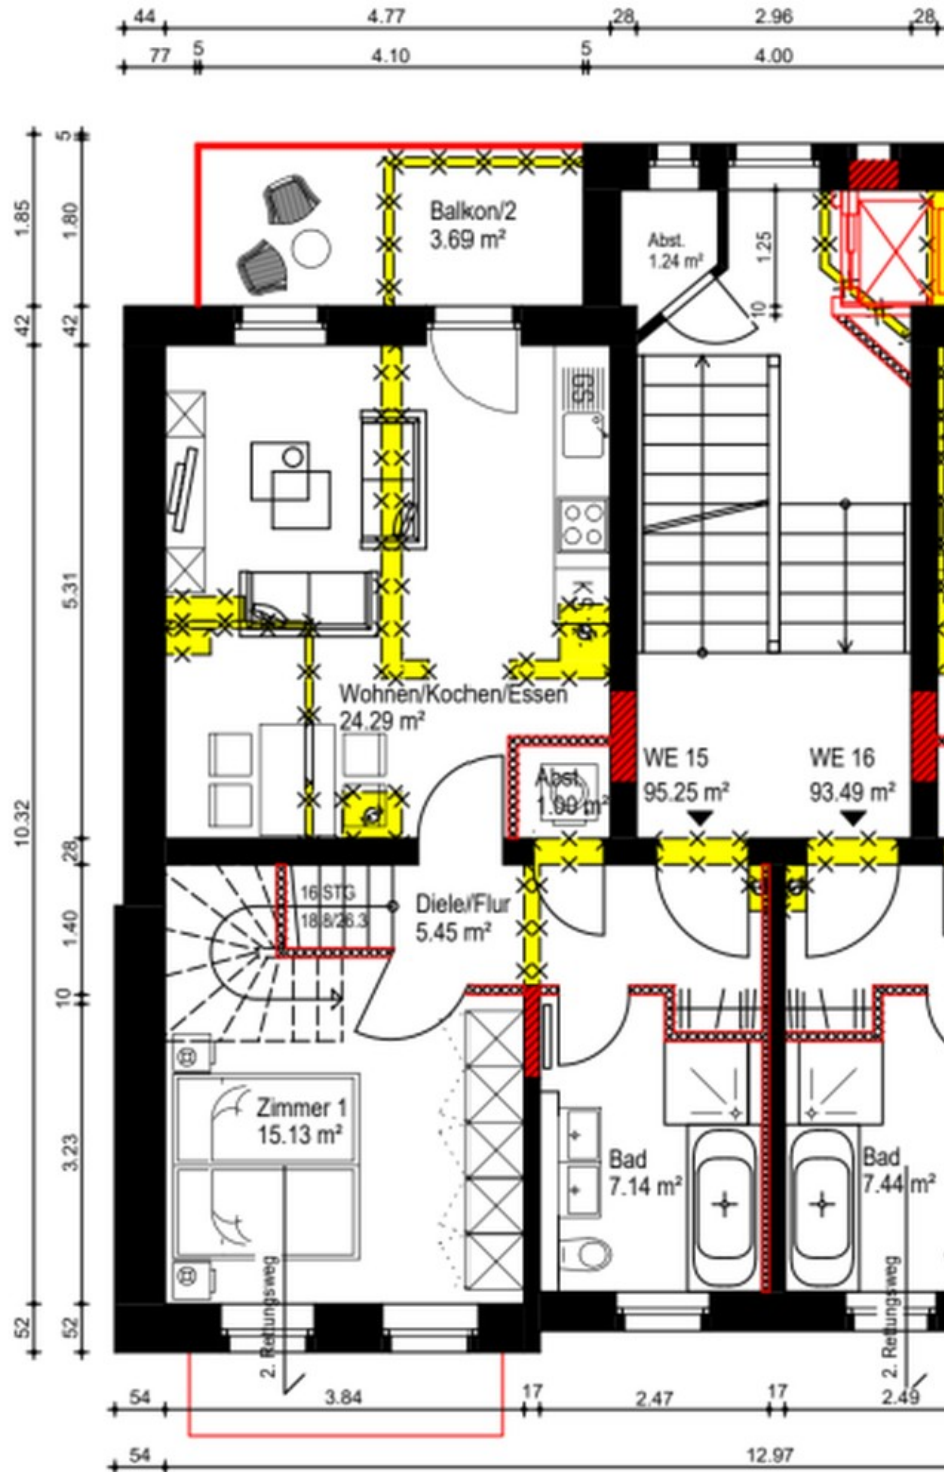 44 4.77 28 2.96 28
77 5 4.10 5 4.00
5
1.85 1.80
42 42
5.31
10.32
28
1.40
10
3.23
52 52
Balkon/2
3.69 m²
Abst.
1.24 m²
1.25
10
GS
KS
Wohnen/Kochen/Essen
24.29 m²
Abst.
1.00 m²
WE 15
95.25 m²
WE 16
93.49 m²
16 STG
18.8/26.3
Diele/Flur
5.45 m²
Zimmer 1
15.13 m²
Bad
7.14 m²
Bad
7.44 m²
2. Rettungsweg
2. Rettungsweg
54 3.84 17 2.47 17 2.49
54 12.97